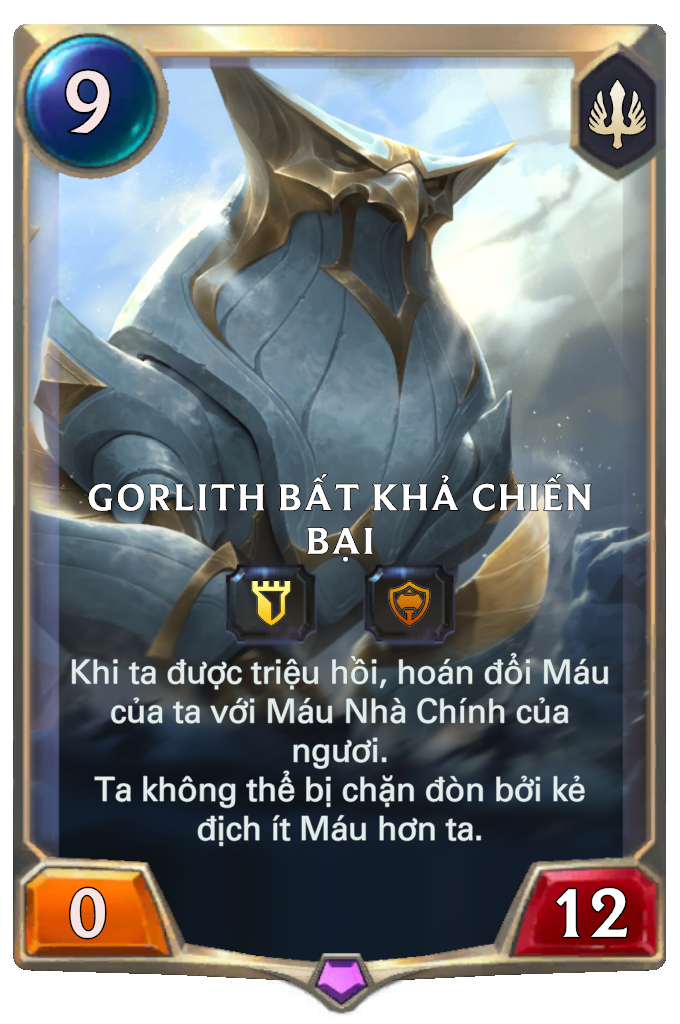 9
GORLITH BẤT KHẢ CHIẾN
BẠI
Khi ta được triệu hồi, hoán đổi Máu
của ta với Máu Nhà Chính của
ngươi.
Ta không thể bị chặn đòn bởi kẻ
địch ít Máu hơn ta.
0
12